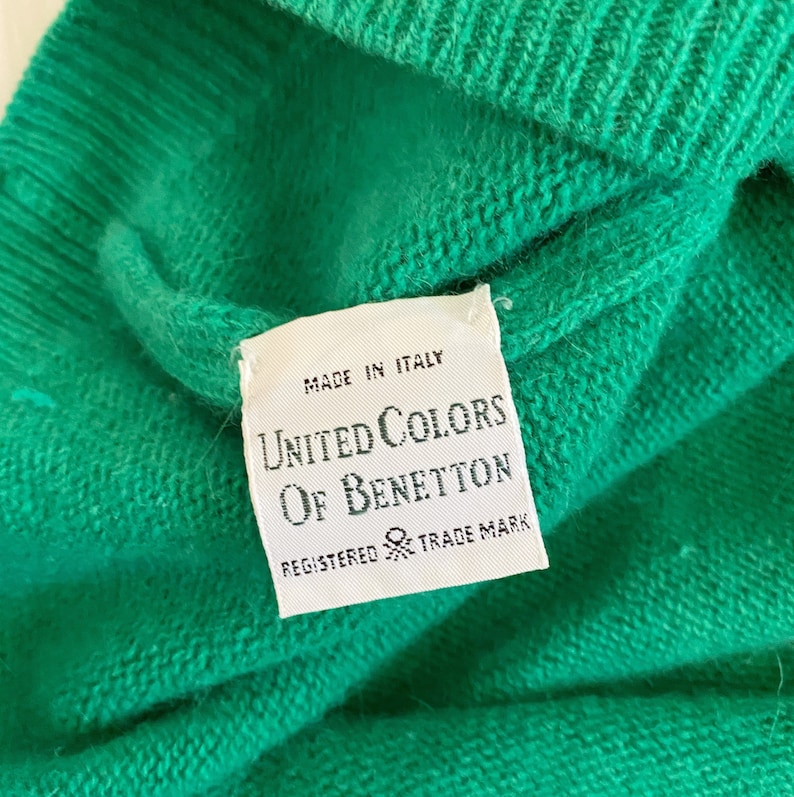 MADE IN ITALY
UNITED COLORS
OF BENETTON
REGISTERED TRADE MARK